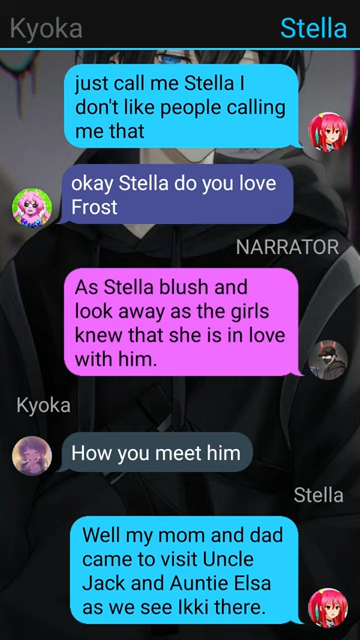 Kyoka
Stella
just call me Stella I
don't like people calling
me that
okay Stella do you love
Frost
NARRATOR
As Stella blush and
look away as the girls
knew that she is in love
with him.
Kyoka
How you meet him
Stella
Well my mom and dad
came to visit Uncle
Jack and Auntie Elsa
as we see Ikki there.